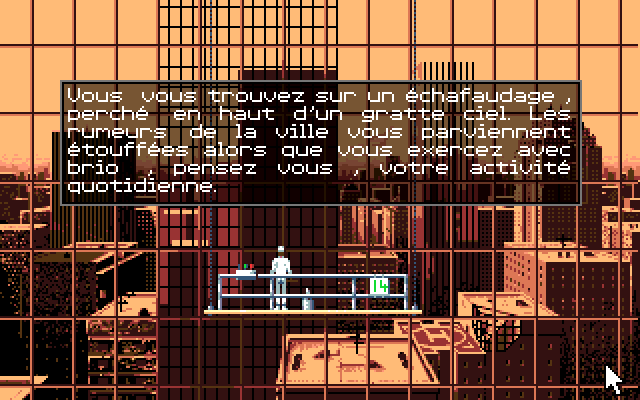 Vous vous trouvez sur un échafaudage ,
perché en haut d'un gratte ciel. Les
rumeurs de la ville vous parviennent
étouffées alors que vous exercez avec
brio , pensez vous , votre activité
quotidienne.
14